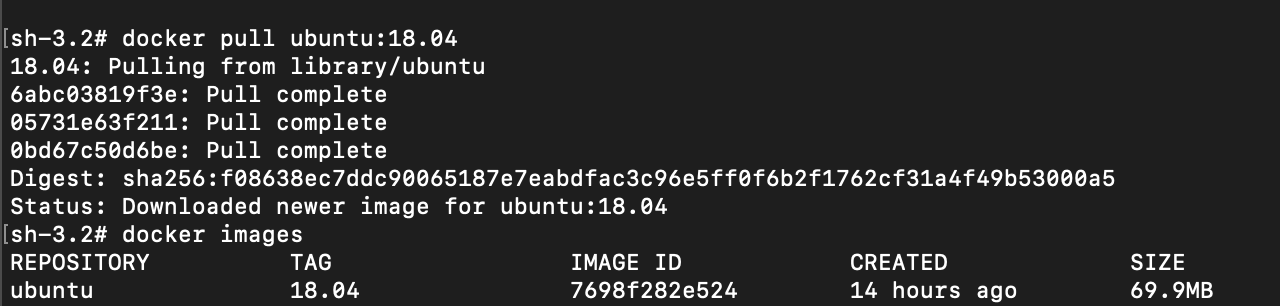 [sh-3.2# docker pull ubuntu:18.04
18.04: Pulling from library/ubuntu
6abc03819f3e: Pull complete
05731e63f211: Pull complete
0bd67c50d6be: Pull complete
Digest: sha256:f08638ec7ddc90065187e7eabdfac3c96e5ff0f6b2f1762cf31a4f49b53000a5
Status: Downloaded newer image for ubuntu:18.04
[sh-3.2# docker images
REPOSITORY TAG IMAGE ID CREATED SIZE
ubuntu 18.04 7698f282e524 14 hours ago 69.9MB